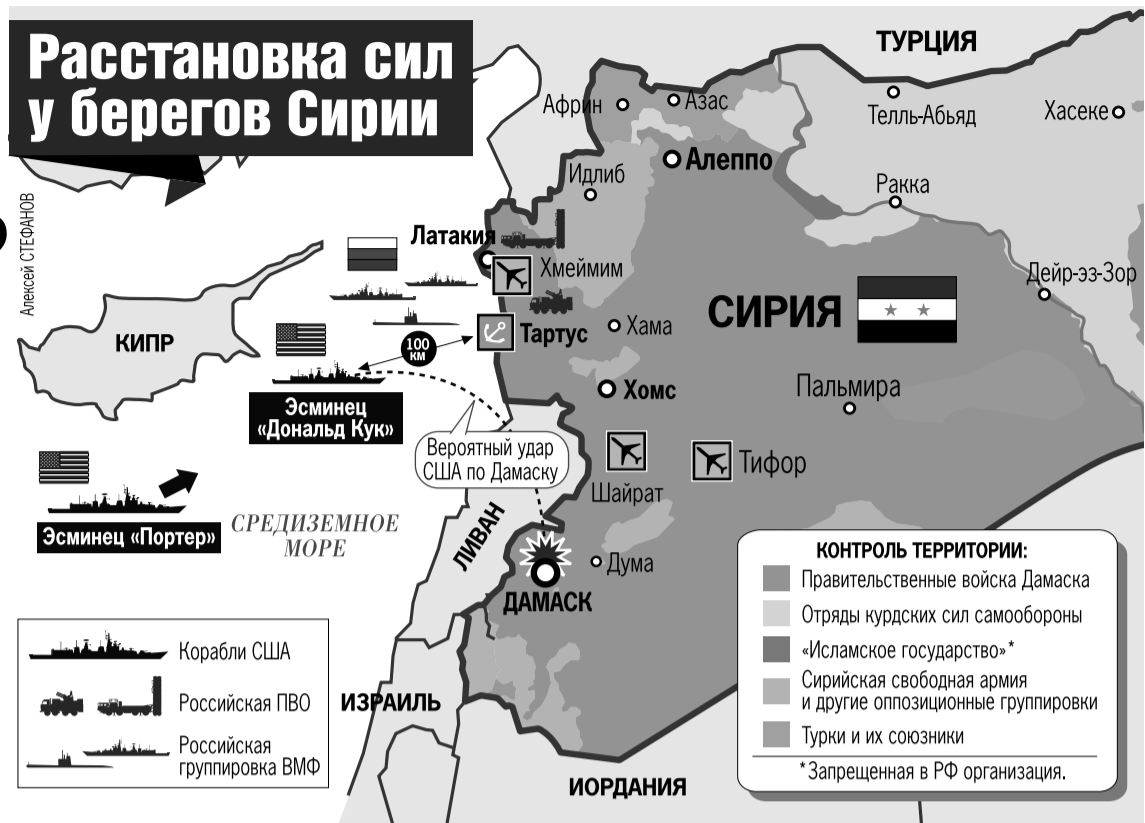 Расстановка сил
у берегов Сирии
Алексей СТЕФАНОВ
ТУРЦИЯ
Африн
Азас
Телль-Абьяд
Хасеке
Алеппо
Идлиб
Ракка
Латакия
Хмеймим
Дейр-эз-Зор
СИРИЯ
КИПР
100
КМ
Тартус
Хама
Эсминец
«Дональд Кук»
Хомс
Пальмира
Вероятный удар
США по Дамаску
Шайрат
Тифор
Эсминец «Портер»
СРЕДИЗЕМНОЕ
МОРЕ
ЛИВАН
Дума
ДАМАСК
ИЗРАИЛЬ
ИОРДАНИЯ
Корабли США
Российская ПВО
Российская
группировка ВМФ
КОНТРОЛЬ ТЕРРИТОРИИ:
Правительственные войска Дамаска
Отряды курдских сил самообороны
«Исламское государство»*
Сирийская свободная армия
и другие оппозиционные группировки
Турки и их союзники
*Запрещенная в РФ организация.